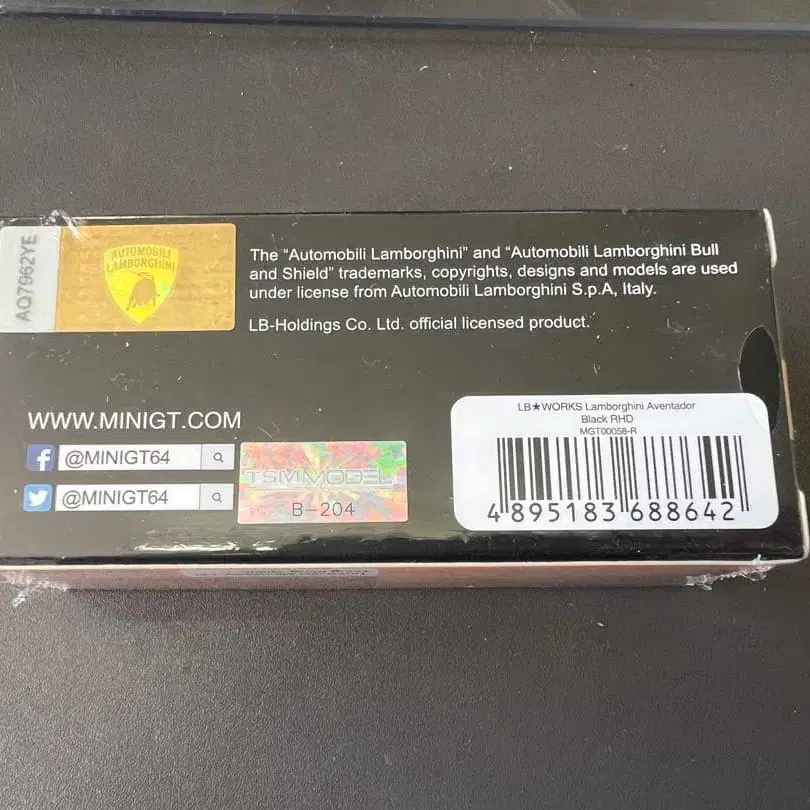 AQ7962YE
AUTOMOBILI
LAMBORGHINI
The “Automobili Lamborghini” and “Automobili Lamborghini Bull
and Shield” trademarks, copyrights, designs and models are used
under license from Automobili Lamborghini S.p.A, Italy.
LB-Holdings Co. Ltd. official licensed product.
WWW.MINIGT.COM
f @MINIGT64
@MINIGT64
TSM MODEL
B-204
LB★WORKS Lamborghini Aventador
Black RHD
MGT00058-R
4 895183 688642